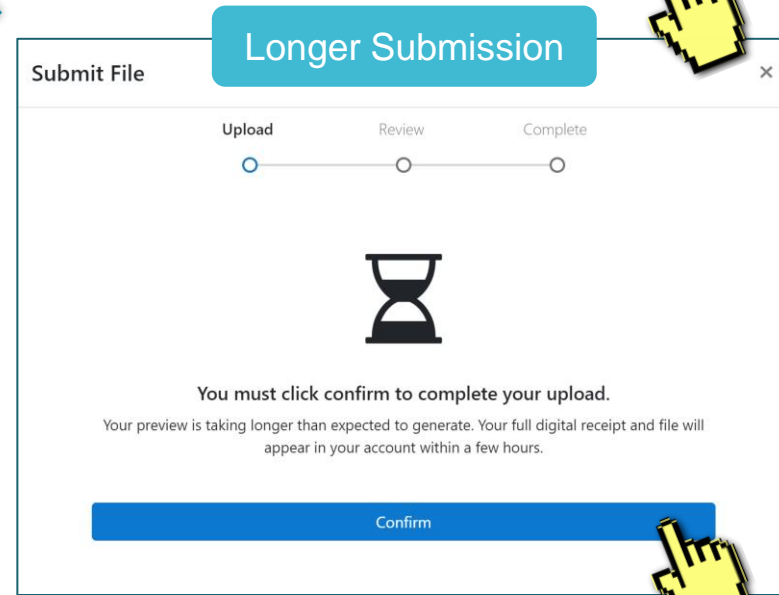 Longer Submission
Submit File
×
Upload Review Complete
You must click confirm to complete your upload.
Your preview is taking longer than expected to generate. Your full digital receipt and file will
appear in your account within a few hours.
Confirm